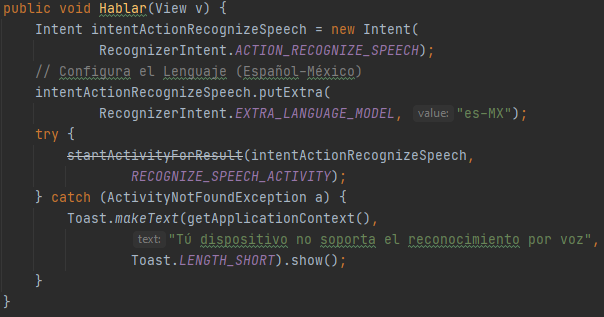 public void Hablar(View v) {
    Intent intentActionRecognizeSpeech = new Intent(
            RecognizerIntent.ACTION_RECOGNIZE_SPEECH);
    // Configura el Lenguaje (Español-México)
    intentActionRecognizeSpeech.putExtra(
            RecognizerIntent.EXTRA_LANGUAGE_MODEL, value: "es-MX");
    try {
        startActivityForResult(intentActionRecognizeSpeech,
                RECOGNIZE_SPEECH_ACTIVITY);
    } catch (ActivityNotFoundException a) {
        Toast.makeText(getApplicationContext(),
                text: "Tú dispositivo no soporta el reconocimiento por voz",
                Toast.LENGTH_SHORT).show();
    }
}